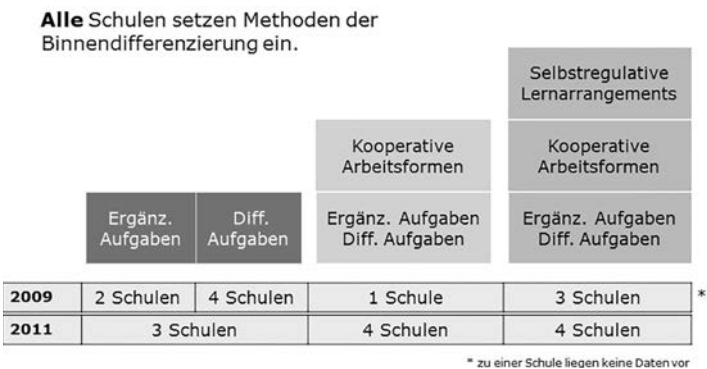 Alle Schulen setzen Methoden der
Binnendifferenzierung ein.
Selbstregulative
Lernarrangements
Kooperative
Arbeitsformen
Kooperative
Arbeitsformen
Ergänz.
Aufgaben
Diff.
Aufgaben
Ergänz. Aufgaben
Diff. Aufgaben
Ergänz. Aufgaben
Diff. Aufgaben
2009 2 Schulen 4 Schulen 1 Schule 3 Schulen *
2011 3 Schulen 4 Schulen 4 Schulen
* zu einer Schule liegen keine Daten vor